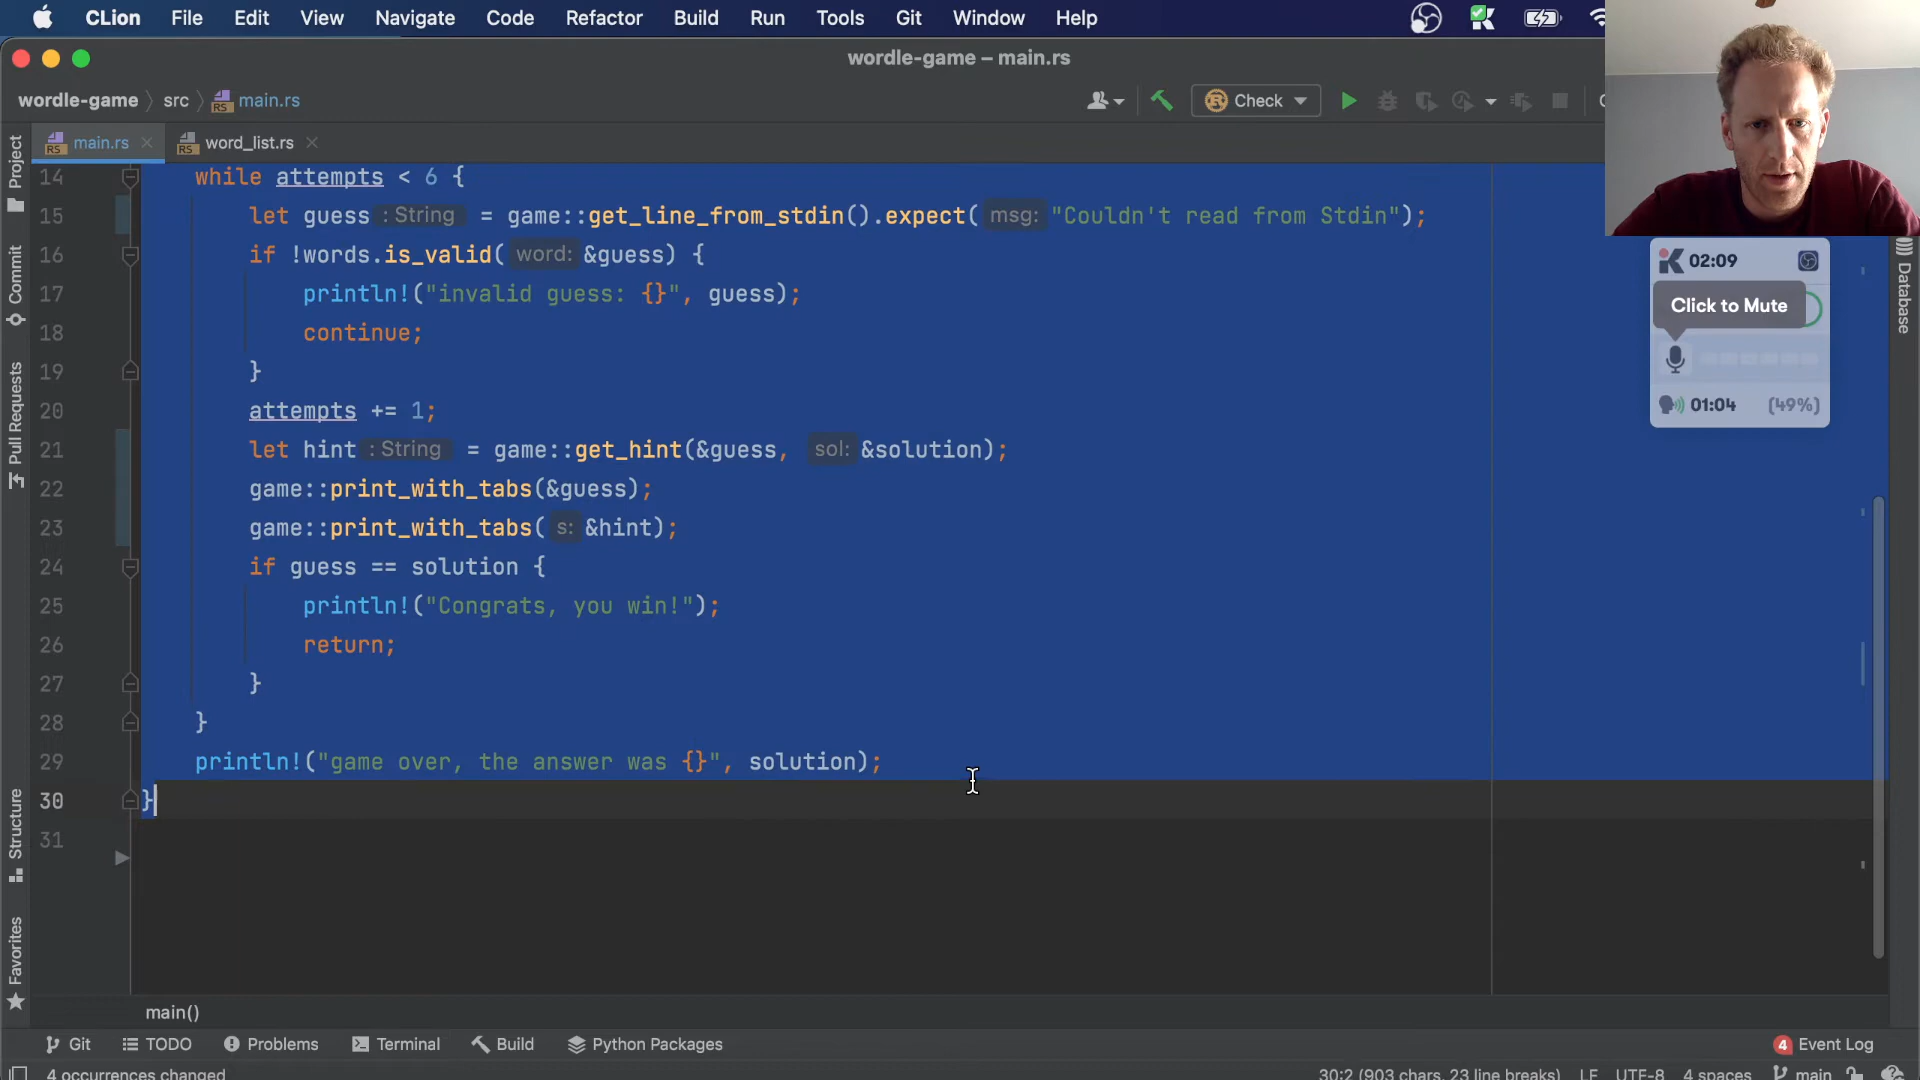 CLion File Edit View Navigate Code Refactor Build Run Tools Git Window Help
wordle-game – main.rs
wordle-game src main.rs
Check
main.rs word_list.rs
Project
Commit
Pull Requests
Structure
Favorites
Database
14 while attempts < 6 {
15 let guess : String = game::get_line_from_stdin().expect( msg: "Couldn't read from Stdin");
16 if !words.is_valid( word: &guess) {
17 println!("invalid guess: {}", guess);
18 continue;
19 }
20 attempts += 1;
21 let hint : String = game::get_hint(&guess, sol: &solution);
22 game::print_with_tabs(&guess);
23 game::print_with_tabs( s: &hint);
24 if guess == solution {
25 println!("Congrats, you win!");
26 return;
27 }
28 }
29 println!("game over, the answer was {}", solution);
30 }
31
02:09
Click to Mute
01:04 (49%)
main()
Git TODO Problems Terminal Build Python Packages 4 Event Log
4 occurrences changed 30:2 (903 chars, 23 line breaks) LF UTF-8 4 spaces main